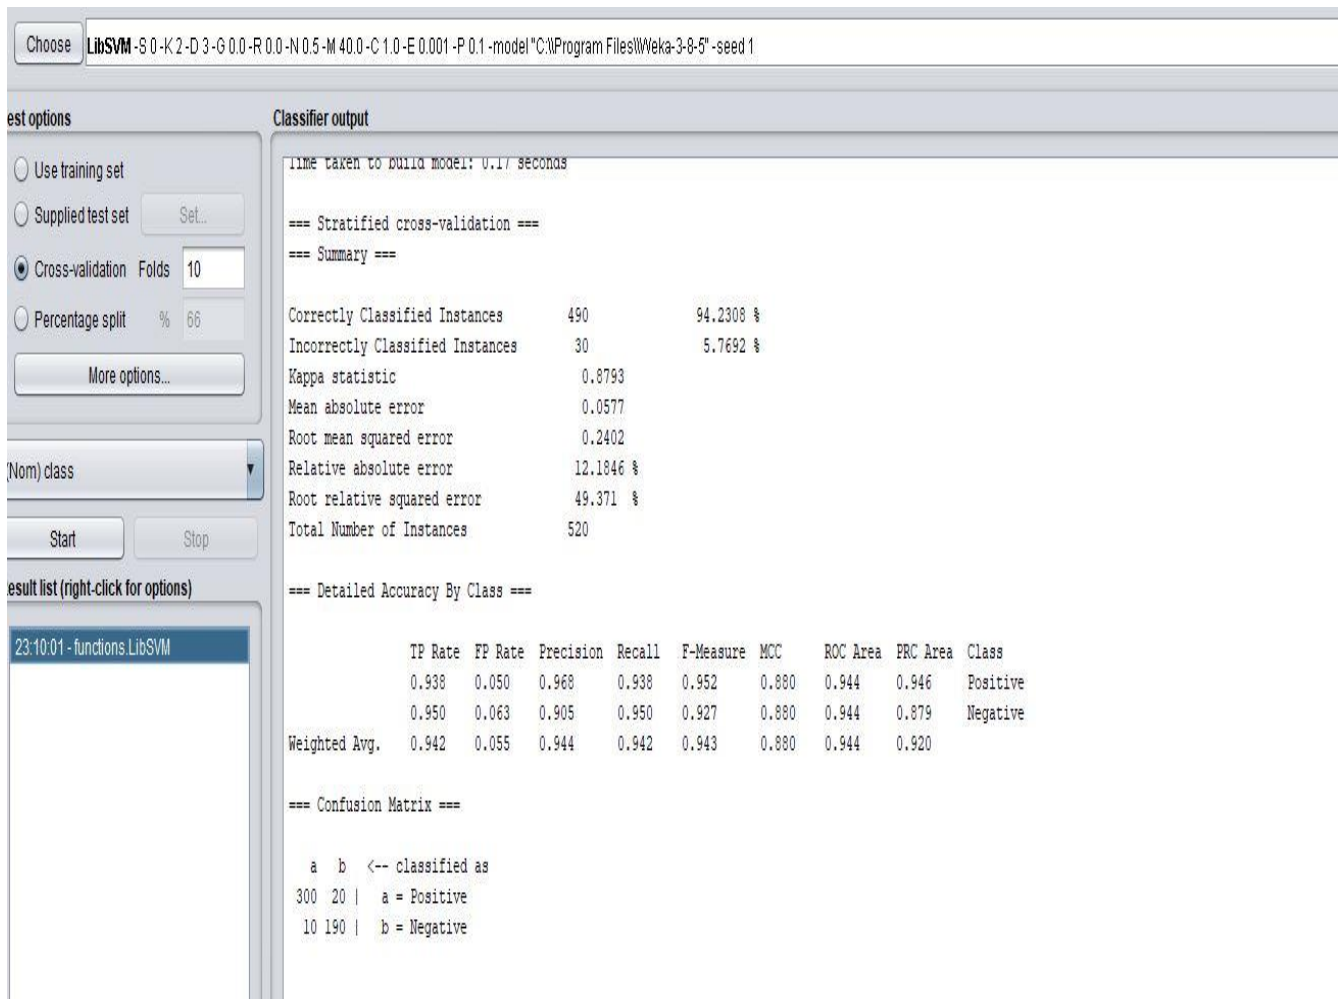 Choose LibSVM -S 0 -K 2 -D 3 -G 0.0 -R 0.0 -N 0.5 -M 40.0 -C 1.0 -E 0.001 -P 0.1 -model "C:\\Program Files\\Weka-3-8-5" -seed 1
est options
Use training set
Supplied test set Set...
Cross-validation Folds 10
Percentage split % 66
More options...
(Nom) class
Start Stop
esult list (right-click for options)
23:10:01 - functions.LibSVM
Classifier output
Time taken to build model: 0.17 seconds
=== Stratified cross-validation ===
=== Summary ===
Correctly Classified Instances 490 94.2308 %
Incorrectly Classified Instances 30 5.7692 %
Kappa statistic 0.8793
Mean absolute error 0.0577
Root mean squared error 0.2402
Relative absolute error 12.1846 %
Root relative squared error 49.371 %
Total Number of Instances 520
=== Detailed Accuracy By Class ===
TP Rate FP Rate Precision Recall F-Measure MCC ROC Area PRC Area Class
0.938 0.050 0.968 0.938 0.952 0.880 0.944 0.946 Positive
0.950 0.063 0.905 0.950 0.927 0.880 0.944 0.879 Negative
Weighted Avg. 0.942 0.055 0.944 0.942 0.943 0.880 0.944 0.920
=== Confusion Matrix ===
a b <-- classified as
300 20 | a = Positive
10 190 | b = Negative